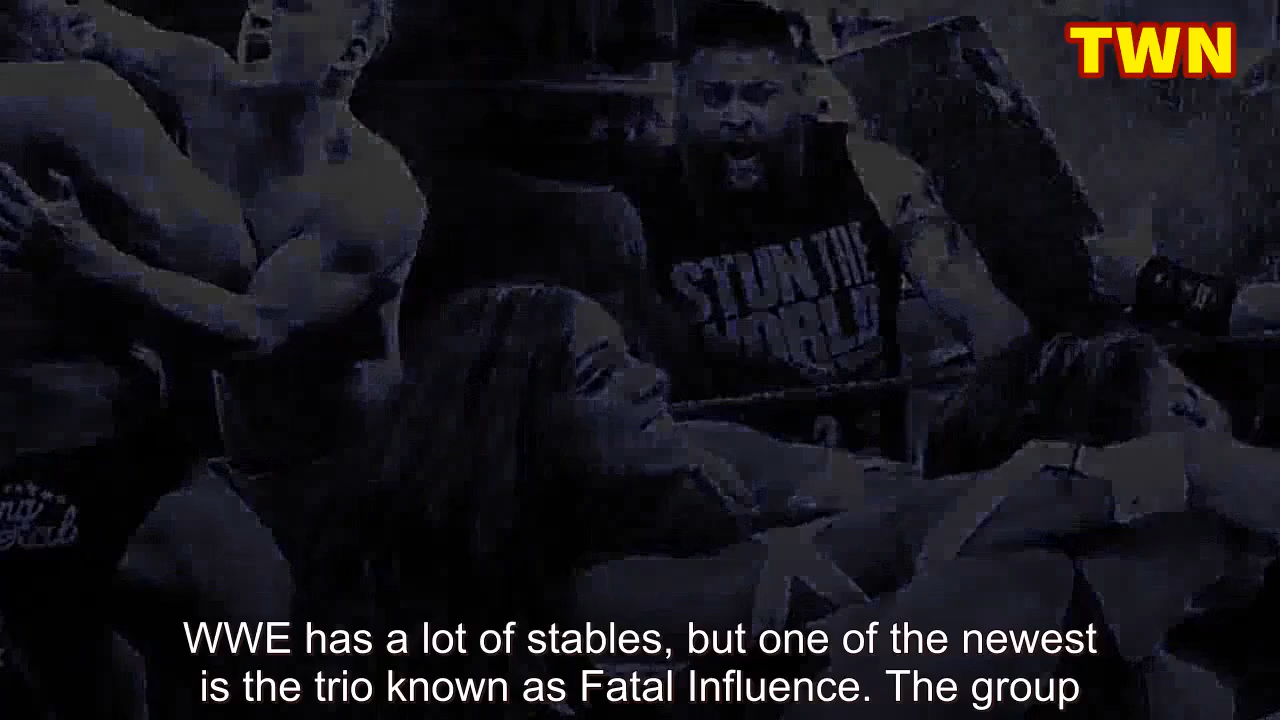 TWN
STUN THE
WORLD
WWE has a lot of stables, but one of the newest
is the trio known as Fatal Influence. The group